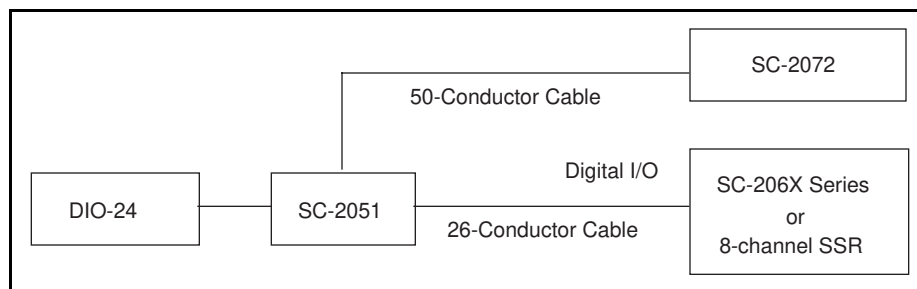 SC-2072
50-Conductor Cable
Digital I/O
DIO-24
SC-2051
26-Conductor Cable
SC-206X Series
or
8-channel SSR